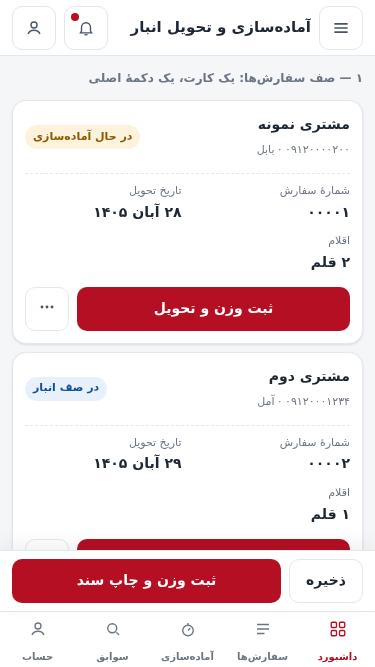 آماده‌سازی و تحویل انبار
۱ — صف سفارش‌ها: یک کارت، یک دکمهٔ اصلی
مشتری نمونه
در حال آماده‌سازی
۰۹۱۲۰۰۰۰۲۰۰ · بابل
شمارهٔ سفارش
تاریخ تحویل
۰۰۰۰۱
۲۸ آبان ۱۴۰۵
اقلام
۲ قلم
ثبت وزن و تحویل
مشتری دوم
در صف انبار
۰۹۱۲۰۰۰۱۲۳۴ · آمل
شمارهٔ سفارش
تاریخ تحویل
۰۰۰۰۲
۲۹ آبان ۱۴۰۵
اقلام
۱ قلم
ذخیره
ثبت وزن و چاپ سند
داشبورد
سفارش‌ها
آماده‌سازی
سوابق
حساب